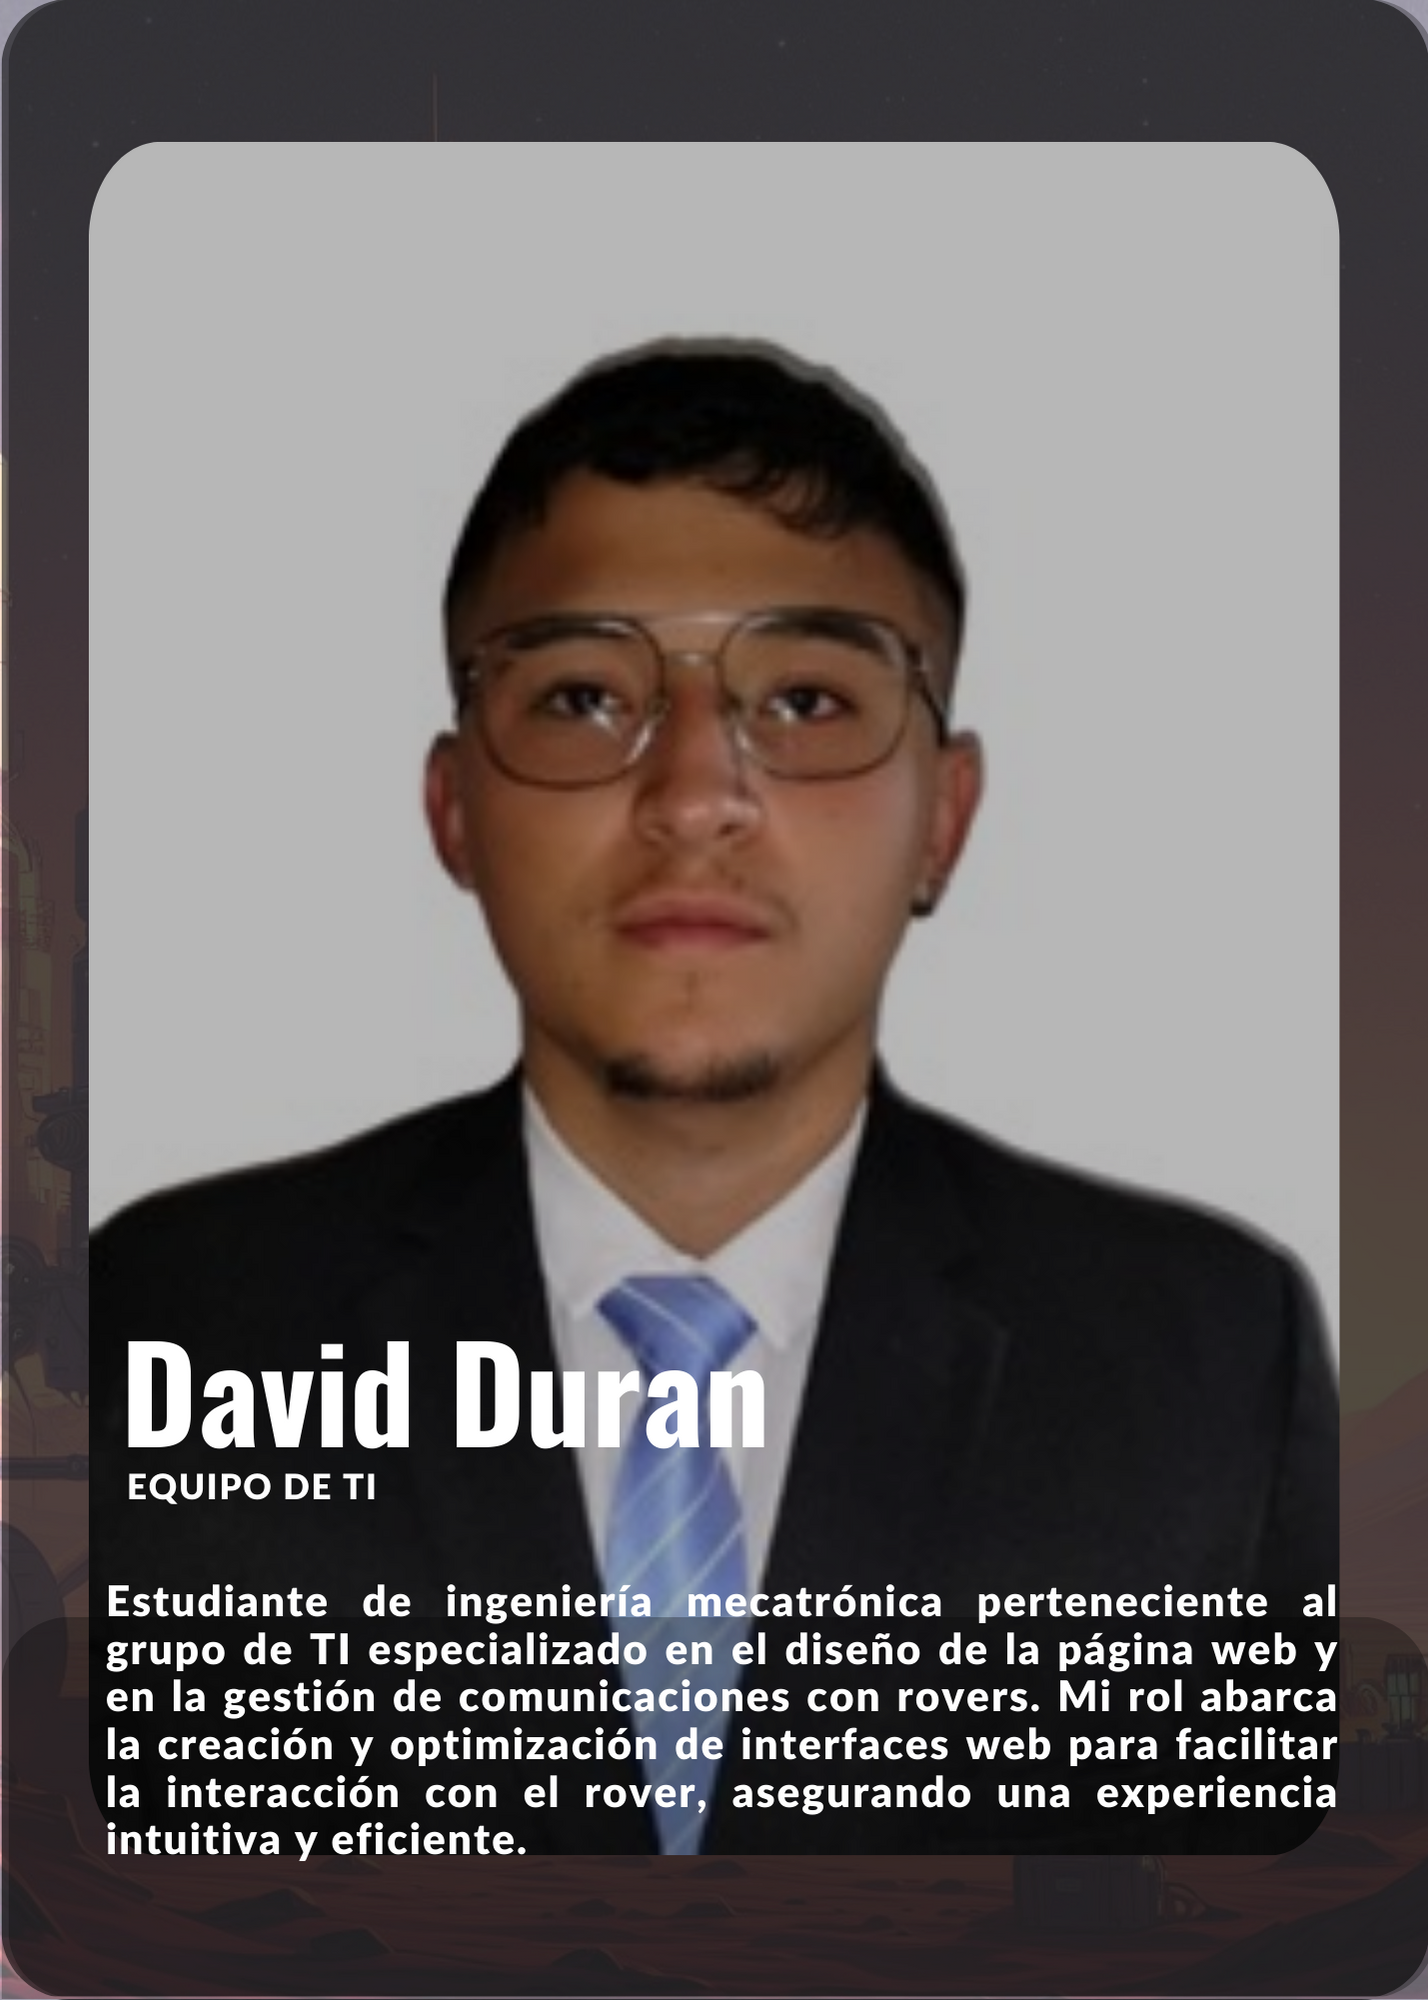 David Duran
EQUIPO DE TI
Estudiante de ingeniería mecatrónica perteneciente al
grupo de TI especializado en el diseño de la página web y
en la gestión de comunicaciones con rovers. Mi rol abarca
la creación y optimización de interfaces web para facilitar
la interacción con el rover, asegurando una experiencia
intuitiva y eficiente.